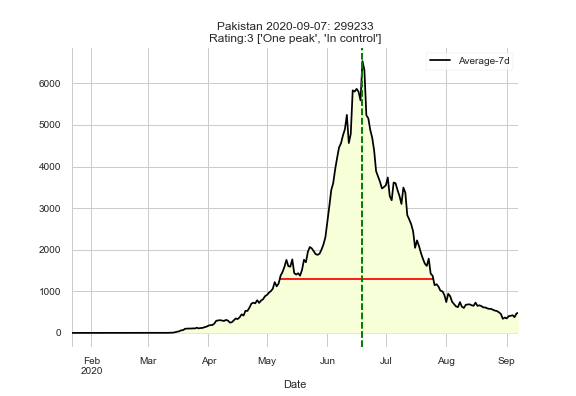 Pakistan 2020-09-07: 299233
Rating:3 ['One peak', 'In control']
Average-7d
6000
5000
4000
3000
2000
1000
0
Feb Mar Apr May Jun Jul Aug Sep
2020
Date